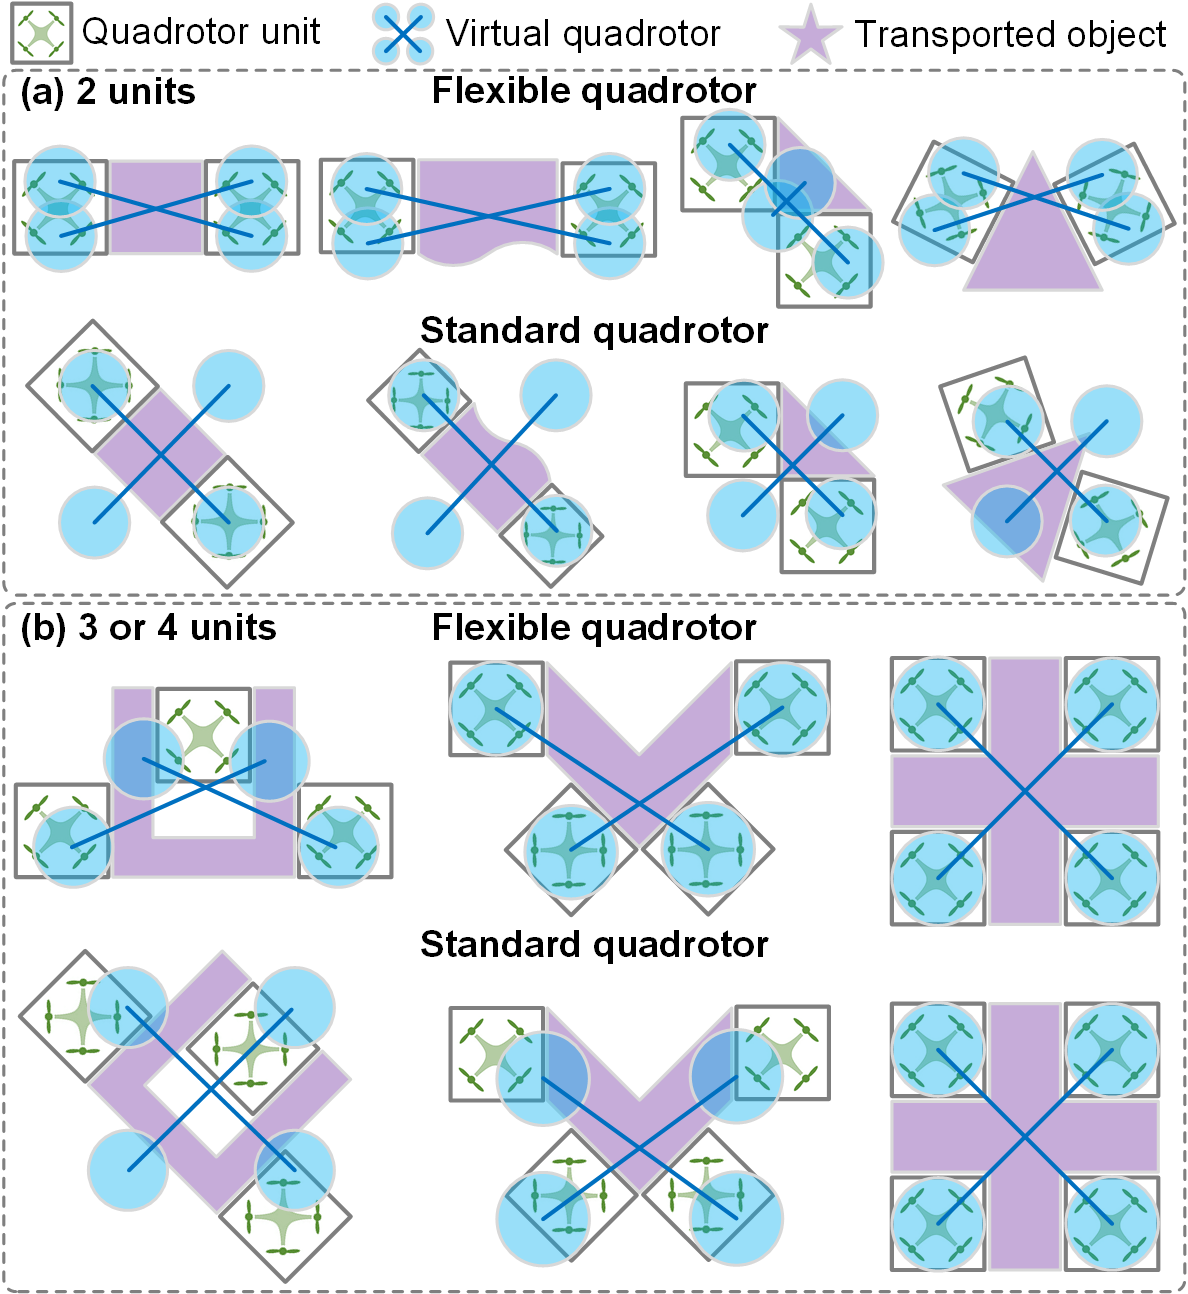 Quadrotor unit
Virtual quadrotor
Transported object
(a) 2 units
Flexible quadrotor
Standard quadrotor
(b) 3 or 4 units
Flexible quadrotor
Standard quadrotor